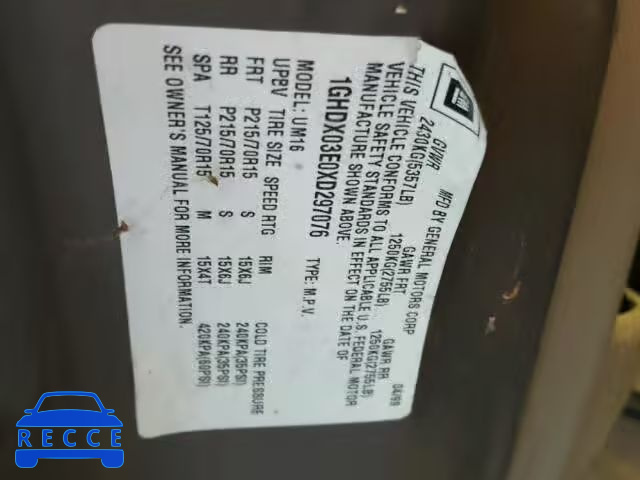 MFD BY GENERAL MOTORS CORP 04/99
GVWR GAWR FRT GAWR RR
2430KG(5357LB) 1250KG(2755LB) 1250KG(2755LB)
THIS VEHICLE CONFORMS TO ALL APPLICABLE U.S. FEDERAL MOTOR
VEHICLE SAFETY STANDARDS IN EFFECT ON THE DATE OF
MANUFACTURE SHOWN ABOVE.
1GHDX03E0XD297076 TYPE: M.P.V.
MODEL: UM16
UPBV TIRE SIZE SPEED RTG RIM COLD TIRE PRESSURE
FRT P215/70R15 S 15X6J 240KPA(35PSI)
RR P215/70R15 S 15X6J 240KPA(35PSI)
SPA T125/70R15 M 15X4T 420KPA(60PSI)
SEE OWNER'S MANUAL FOR MORE INFORMATION.
RECCE